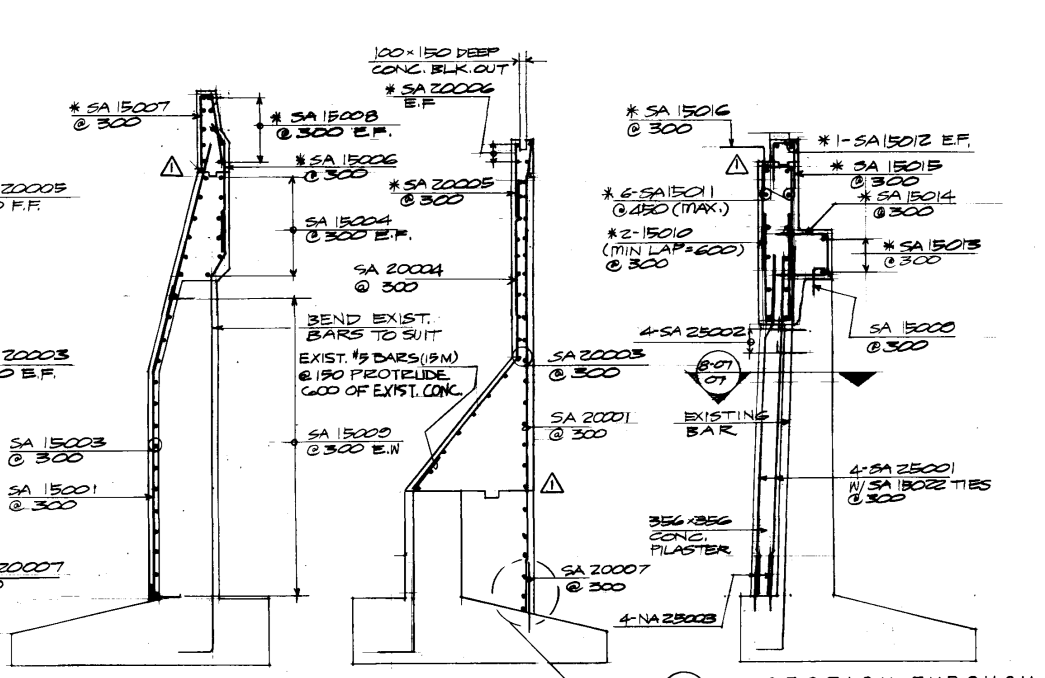 100×150 DEEP
CONC. BLK. OUT
* SA 20006
E.F
* SA 15007
@ 300
* SA 15008
@ 300 E.F.
* SA 15006
@ 300
20005
F.F.
SA 15004
@ 300 E.F.
* SA 20005
@ 300
SA 20004
@ 300
BEND EXIST.
BARS TO SUIT
EXIST. #5 BARS (15M)
@ 150 PROTRUDE
600 OF EXIST. CONC.
20003
E.F.
SA 15003
@ 300
SA 15001
@ 300
SA 15009
@ 300 E.W
20007
SA 20003
@ 300
SA 20001
@ 300
SA 20007
@ 300
* SA 15016
@ 300
* 1-SA 15012 E.F.
* SA 15015
@ 300
* SA 15014
@ 300
* 6-SA 15011
@ 450 (MAX.)
* 2-15010
(MIN LAP=600)
@ 300
* SA 15013
@ 300
4-SA 25002
@ 300
8-07
07
EXISTING
BAR
4-SA 25001
W/ SA 15022 TIES
@ 300
356×356
CONC.
PILASTER
4-NA 25003
1
1
1